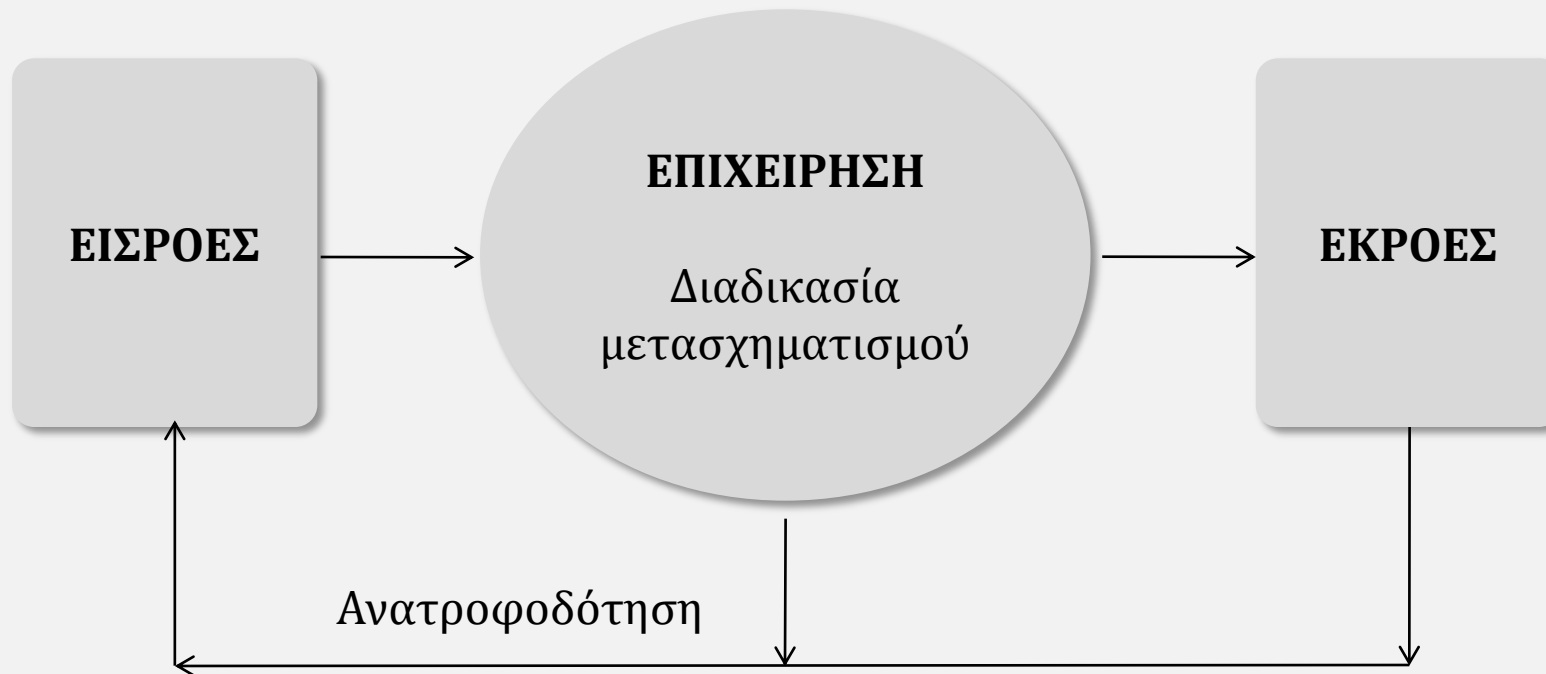 ΕΙΣΡΟΕΣ
ΕΠΙΧΕΙΡΗΣΗ
Διαδικασία
μετασχηματισμού
ΕΚΡΟΕΣ
Ανατροφοδότηση